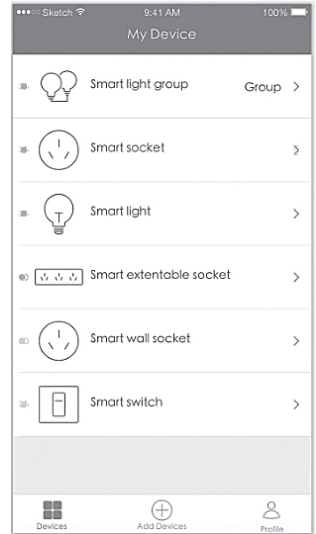 Sketch 9:41 AM 100%
My Device
Smart light group Group >
Smart socket >
Smart light >
Smart extentable socket >
Smart wall socket >
Smart switch >
Devices Add Devices Profile